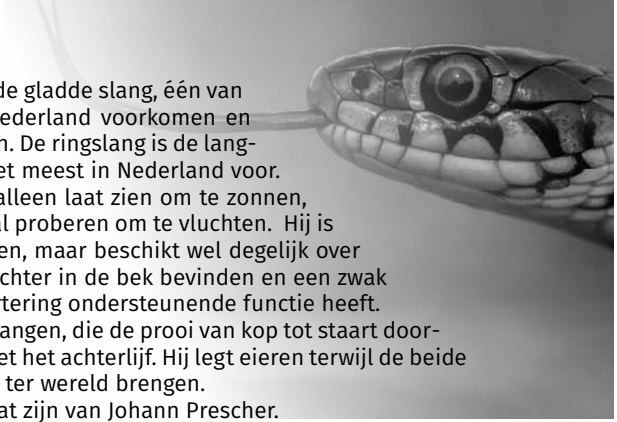 de gladde slang, één van
ederland voorkomen en
n. De ringslang is de lang-
et meest in Nederland voor.
alleen laat zien om te zonnen,
al proberen om te vluchten. Hij is
en, maar beschikt wel degelijk over
chter in de bek bevinden en een zwak
rtering ondersteunende functie heeft.
angen, die de prooi van kop tot staart door-
et het achterlijf. Hij legt eieren terwijl de beide
ter wereld brengen.
at zijn van Johann Prescher.